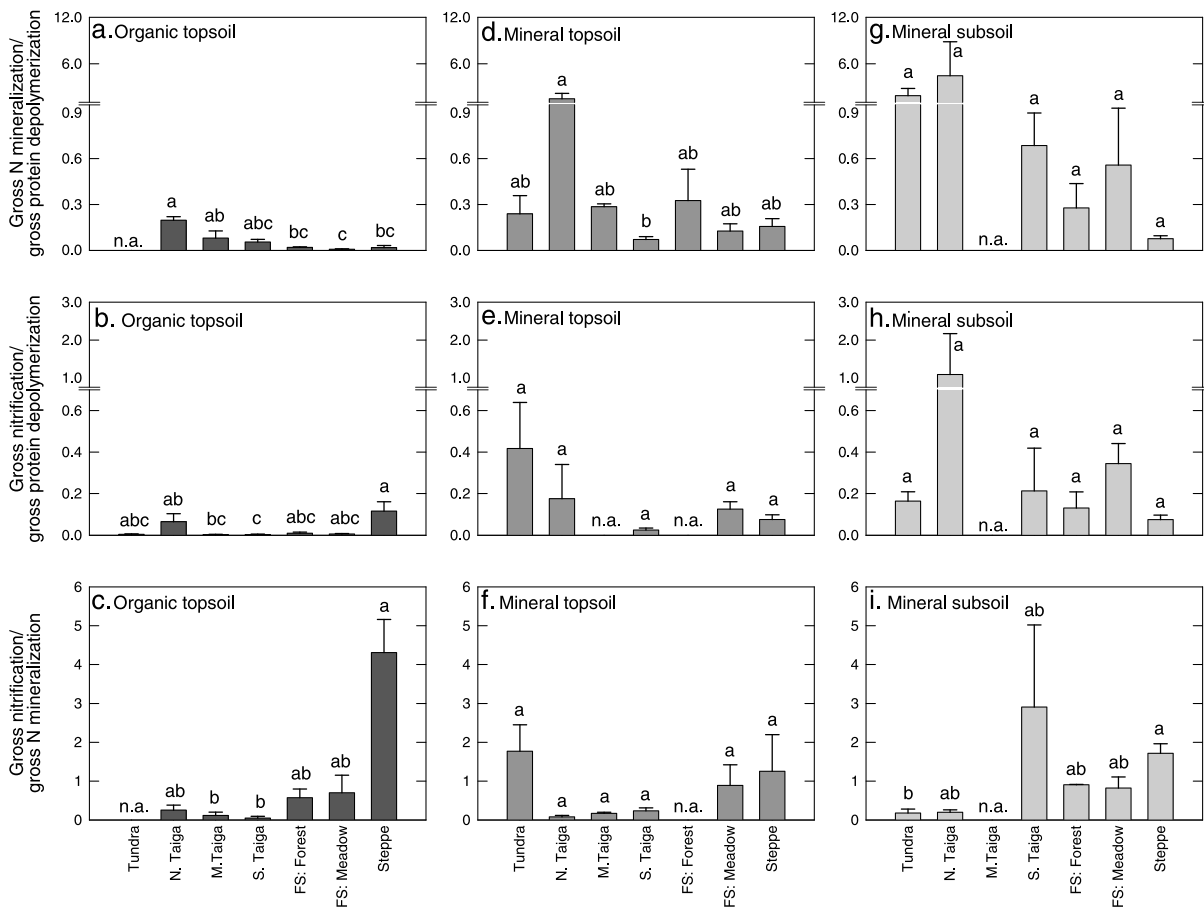 Gross N mineralization/
gross protein depolymerization
12.0
6.0
0.9
0.6
0.3
0.0
a. Organic topsoil
n.a.
a
ab
abc
bc
c
bc
12.0
6.0
0.9
0.6
0.3
0.0
d. Mineral topsoil
ab
a
ab
b
ab
ab
ab
12.0
6.0
0.9
0.6
0.3
0.0
g. Mineral subsoil
a
a
n.a.
a
a
a
a
Gross nitrification/
gross protein depolymerization
3.0
2.0
1.0
0.6
0.4
0.2
0.0
b. Organic topsoil
abc
ab
bc
c
abc
abc
a
3.0
2.0
1.0
0.6
0.4
0.2
0.0
e. Mineral topsoil
a
a
n.a.
a
n.a.
a
a
3.0
2.0
1.0
0.6
0.4
0.2
0.0
h. Mineral subsoil
a
a
n.a.
a
a
a
a
Gross nitrification/
gross N mineralization
6
5
4
3
2
1
0
c. Organic topsoil
n.a.
ab
b
b
ab
ab
a
Tundra
N. Taiga
M.Taiga
S. Taiga
FS: Forest
FS: Meadow
Steppe
6
5
4
3
2
1
0
f. Mineral topsoil
a
a
a
a
n.a.
a
a
Tundra
N. Taiga
M.Taiga
S. Taiga
FS: Forest
FS: Meadow
Steppe
6
5
4
3
2
1
0
i. Mineral subsoil
b
ab
n.a.
ab
ab
ab
a
Tundra
N. Taiga
M.Taiga
S. Taiga
FS: Forest
FS: Meadow
Steppe